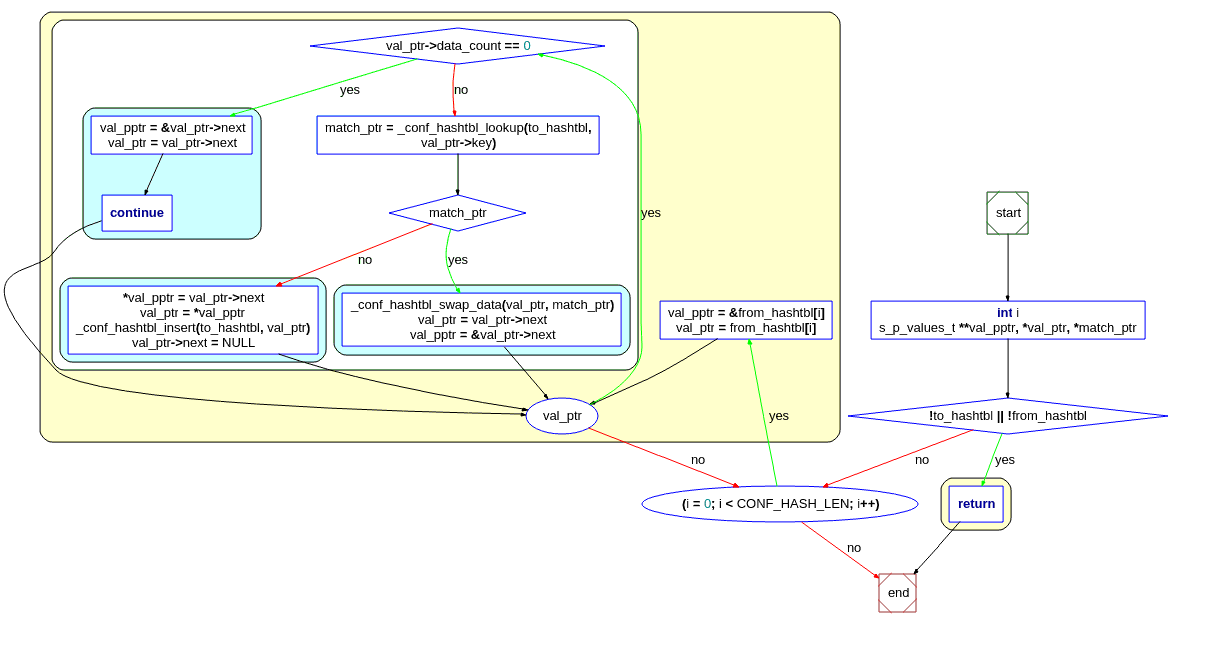 val_ptr->data_count == 0
yes
no
val_pptr = &val_ptr->next
val_ptr = val_ptr->next
match_ptr = _conf_hashtbl_lookup(to_hashtbl,
val_ptr->key)
continue
match_ptr
yes
start
no
yes
*val_pptr = val_ptr->next
val_ptr = *val_pptr
_conf_hashtbl_insert(to_hashtbl, val_ptr)
val_ptr->next = NULL
_conf_hashtbl_swap_data(val_ptr, match_ptr)
val_ptr = val_ptr->next
val_pptr = &val_ptr->next
val_pptr = &from_hashtbl[i]
val_ptr = from_hashtbl[i]
int i
s_p_values_t **val_pptr, *val_ptr, *match_ptr
val_ptr
yes
!to_hashtbl || !from_hashtbl
no
no
yes
(i = 0; i < CONF_HASH_LEN; i++)
return
no
end